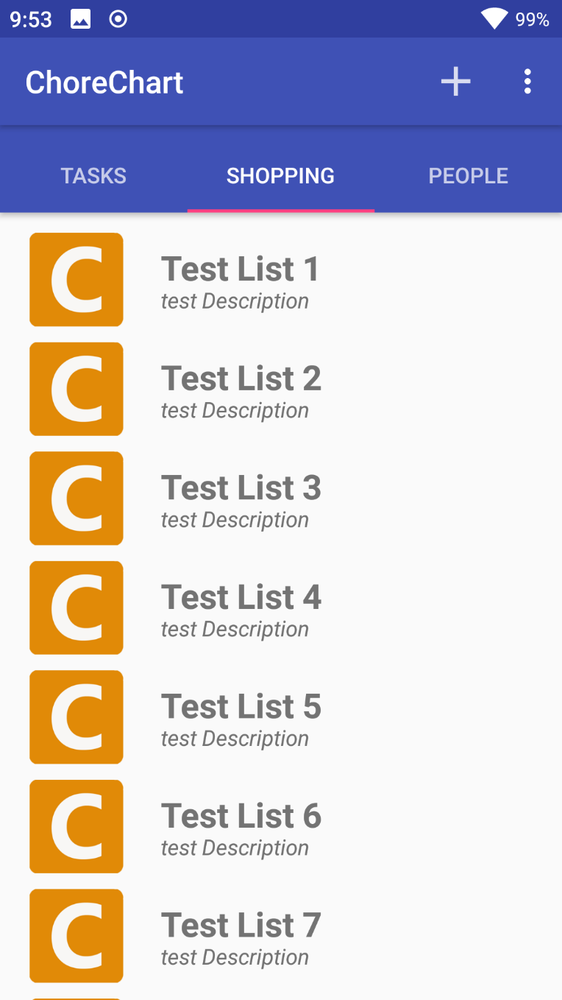 9:53 99%
ChoreChart
TASKS SHOPPING PEOPLE
C
Test List 1
test Description
C
Test List 2
test Description
C
Test List 3
test Description
C
Test List 4
test Description
C
Test List 5
test Description
C
Test List 6
test Description
C
Test List 7
test Description